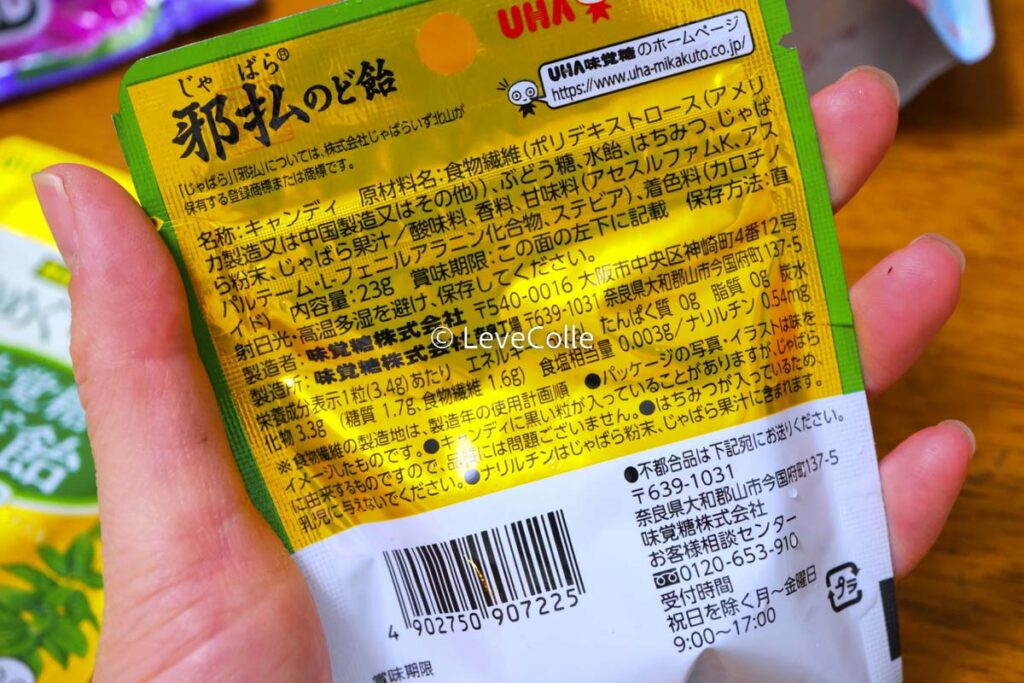 UHA
UHA味覚糖のホームページ
https://www.uha-mikakuto.co.jp/
じゃばら®
邪払のど飴
「じゃばら」「邪払」については、株式会社じゃばらいず北山が
保有する登録商標または商標です。
名称：キャンディ 原材料名：食物繊維（ポリデキストロース（アメリ
カ製造又は中国製造又はその他））、ぶどう糖、水飴、はちみつ、じゃば
ら粉末、じゃばら果汁／酸味料、香料、甘味料（アセスルファムK、アス
パルテーム・L-フェニルアラニン化合物、ステビア）、着色料（カロチノ
イド） 内容量：23g 賞味期限：この面の左下に記載 保存方法：直
射日光・高温多湿を避け、保存してください。
製造者：味覚糖株式会社 〒540-0016 大阪市中央区神崎町4番12号
製造所：味覚糖株式会社 〒639-1031 奈良県大和郡山市今国府町137-5
栄養成分表示1粒(3.4g)あたり エネルギー たんぱく質 0g 脂質 0g 炭水
化物 3.3g （糖質 1.7g、食物繊維 1.6g） 食塩相当量 0.003g／ナリルチン 0.54mg
※食物繊維の製造地は、製造年の使用計画順 ●パッケージの写真・イラストは味を
イメージしたものです。●キャンディに黒い粒が入っていることがありますが、じゃばら
に由来するものですので、品質には問題ございません。●はちみつが入っているため、
乳児に与えないでください。●ナリルチンはじゃばら粉末、じゃばら果汁に含まれます。
●不都合品は下記宛にお送りください。
〒639-1031
奈良県大和郡山市今国府町137-5
味覚糖株式会社
お客様相談センター
0120-653-910
受付時間
祝日を除く月〜金曜日
9:00〜17:00
プラ
4 902750 907225
賞味期限
© LeveColle